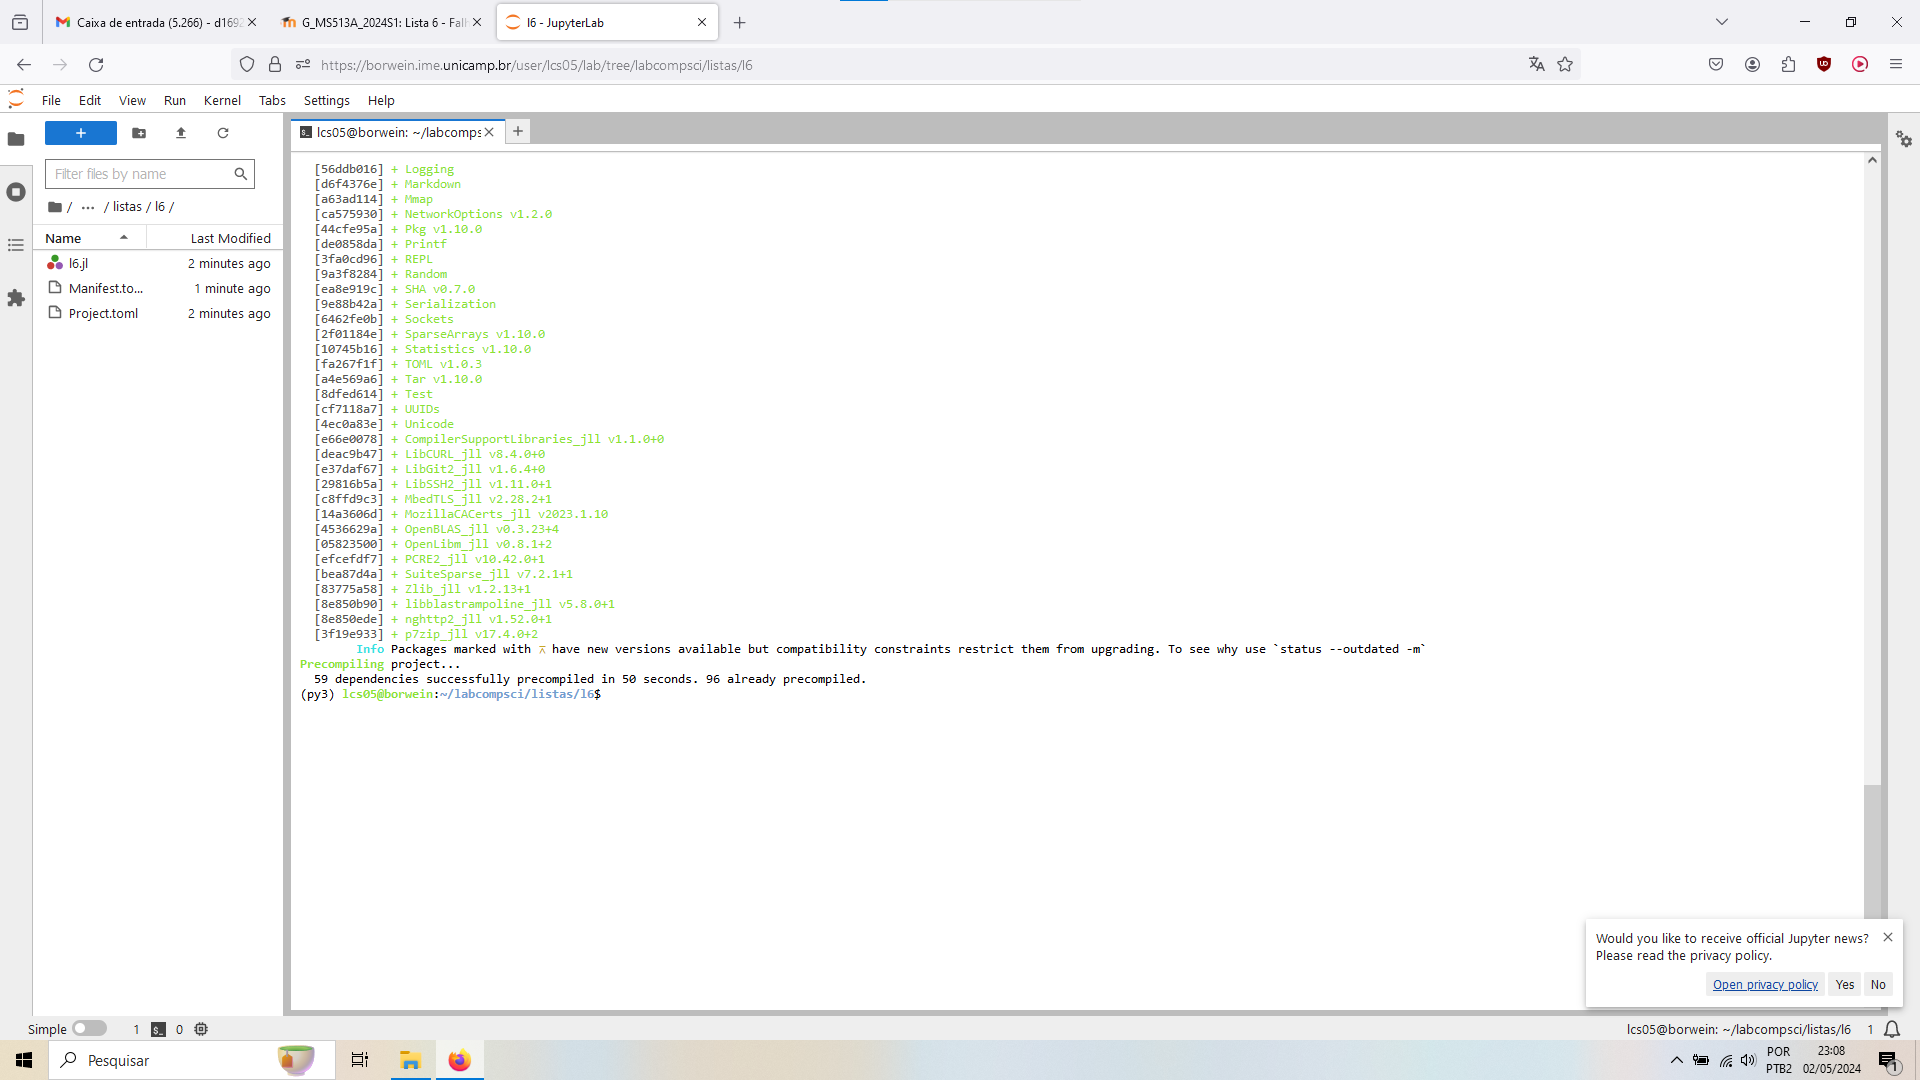 Caixa de entrada (5.266) - d1692
G_MS513A_2024S1: Lista 6 - Falh
l6 - JupyterLab
https://borwein.ime.unicamp.br/user/lcs05/lab/tree/labcompsci/listas/l6
File Edit View Run Kernel Tabs Settings Help
lcs05@borwein: ~/labcomps
Filter files by name
/ ... / listas / l6 /
Name Last Modified
l6.jl 2 minutes ago
Manifest.to... 1 minute ago
Project.toml 2 minutes ago
[56ddb016] + Logging
[d6f4376e] + Markdown
[a63ad114] + Mmap
[ca575930] + NetworkOptions v1.2.0
[44cfe95a] + Pkg v1.10.0
[de0858da] + Printf
[3fa0cd96] + REPL
[9a3f8284] + Random
[ea8e919c] + SHA v0.7.0
[9e88b42a] + Serialization
[6462fe0b] + Sockets
[2f01184e] + SparseArrays v1.10.0
[10745b16] + Statistics v1.10.0
[fa267f1f] + TOML v1.0.3
[a4e569a6] + Tar v1.10.0
[8dfed614] + Test
[cf7118a7] + UUIDs
[4ec0a83e] + Unicode
[e66e0078] + CompilerSupportLibraries_jll v1.1.0+0
[deac9b47] + LibCURL_jll v8.4.0+0
[e37daf67] + LibGit2_jll v1.6.4+0
[29816b5a] + LibSSH2_jll v1.11.0+1
[c8ffd9c3] + MbedTLS_jll v2.28.2+1
[14a3606d] + MozillaCACerts_jll v2023.1.10
[4536629a] + OpenBLAS_jll v0.3.23+4
[05823500] + OpenLibm_jll v0.8.1+2
[efcefdf7] + PCRE2_jll v10.42.0+1
[bea87d4a] + SuiteSparse_jll v7.2.1+1
[83775a58] + Zlib_jll v1.2.13+1
[8e850b90] + libblastrampoline_jll v5.8.0+1
[8e850ede] + nghttp2_jll v1.52.0+1
[3f19e933] + p7zip_jll v17.4.0+2
Info Packages marked with ⌅ have new versions available but compatibility constraints restrict them from upgrading. To see why use `status --outdated -m`
Precompiling project...
59 dependencies successfully precompiled in 50 seconds. 96 already precompiled.
(py3) lcs05@borwein:~/labcompsci/listas/l6$
Would you like to receive official Jupyter news?
Please read the privacy policy.
Open privacy policy Yes No
Simple 1 0
lcs05@borwein: ~/labcompsci/listas/l6 1
Pesquisar
POR
PTB2
23:08
02/05/2024
1